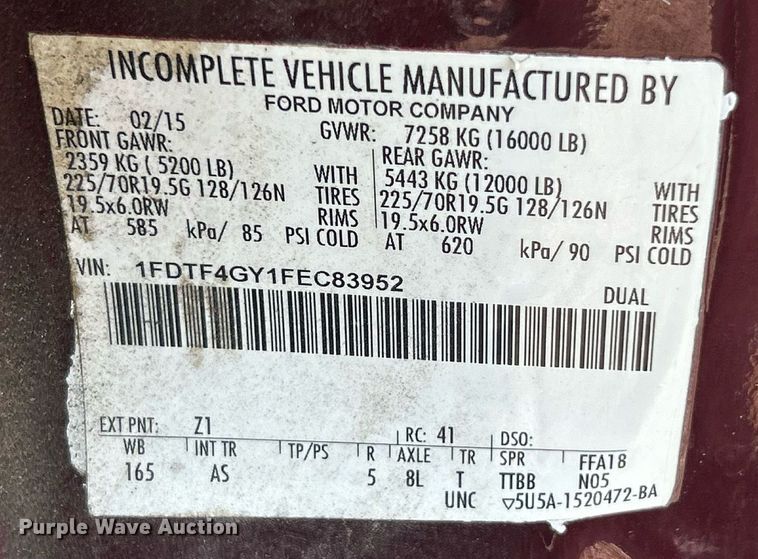 INCOMPLETE VEHICLE MANUFACTURED BY
FORD MOTOR COMPANY
DATE: 02/15 GVWR: 7258 KG (16000 LB)
FRONT GAWR: REAR GAWR:
2359 KG ( 5200 LB) WITH 5443 KG (12000 LB) WITH
225/70R19.5G 128/126N TIRES 225/70R19.5G 128/126N TIRES
19.5x6.0RW RIMS 19.5x6.0RW RIMS
AT 585 kPa/ 85 PSI COLD AT 620 kPa/ 90 PSI COLD
VIN: 1FDTF4GY1FEC83952
DUAL
EXT PNT: Z1 RC: 41 DSO:
WB INT TR TP/PS R AXLE TR SPR FFA18
165 AS 5 8L T TTBB N05
UNC ▽5U5A-1520472-BA
Purple Wave Auction